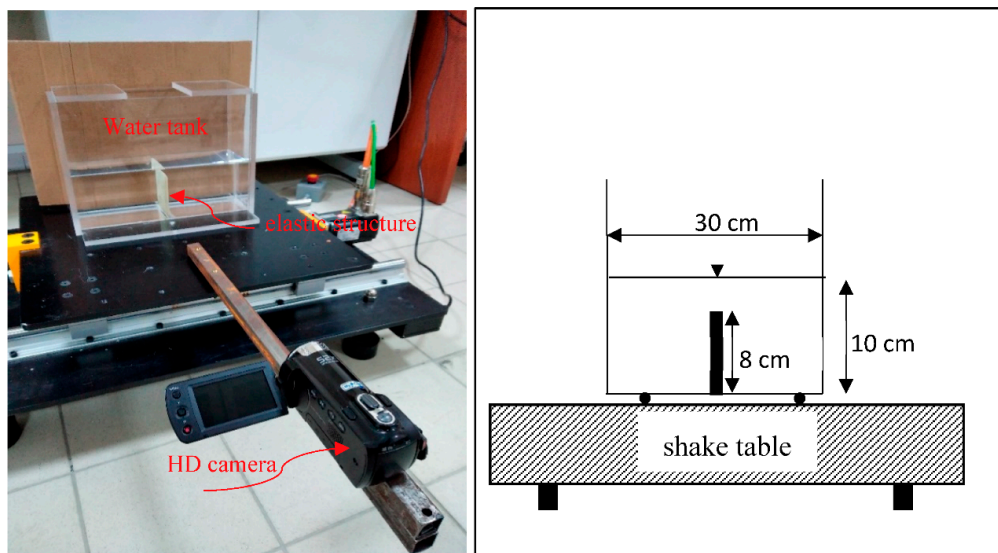 Water tank
elastic structure
HD camera
30 cm
8 cm
10 cm
shake table